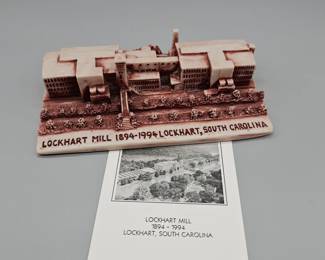 LOCKHART MILL 1894-1994 LOCKHART, SOUTH CAROLINA
LOCKHART MILL
1894 - 1994
LOCKHART, SOUTH CAROLINA